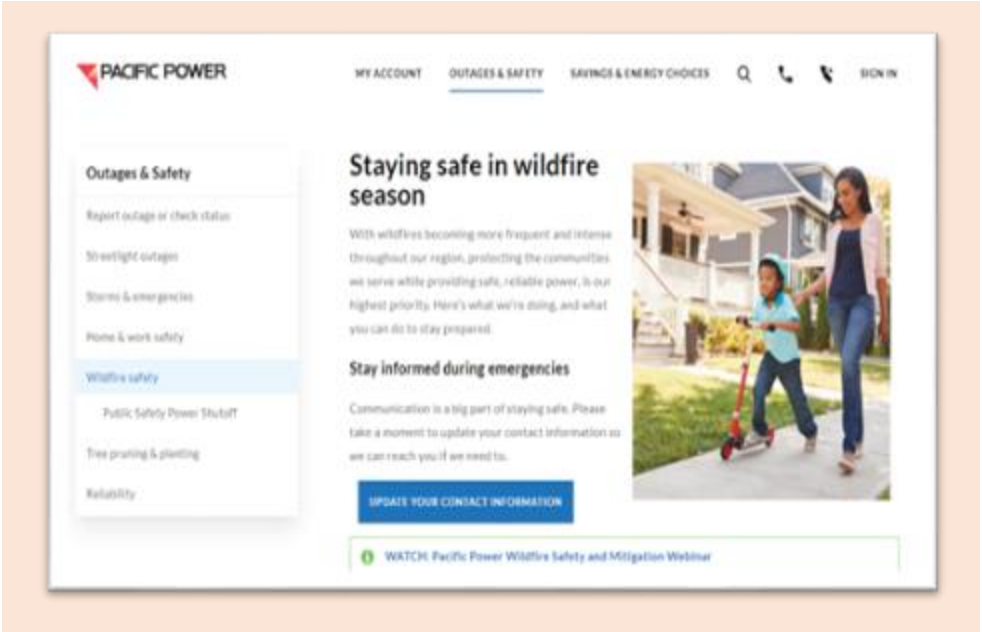 PACIFIC POWER
MY ACCOUNT OUTAGES & SAFETY SAVINGS & ENERGY CHOICES SIGN IN
Outages & Safety
Report outage or check status
Streetlight outages
Storms & emergencies
Home & work safety
Wildfire safety
Public Safety Power Shutoff
Tree pruning & planting
Reliability
Staying safe in wildfire
season
With wildfires becoming more frequent and intense
throughout our region, protecting the communities
we serve while providing safe, reliable power, is our
highest priority. Here's what we're doing, and what
you can do to stay prepared.
Stay informed during emergencies
Communication is a big part of staying safe. Please
take a moment to update your contact information so
we can reach you if we need to.
UPDATE YOUR CONTACT INFORMATION
WATCH: Pacific Power Wildfire Safety and Mitigation Webinar